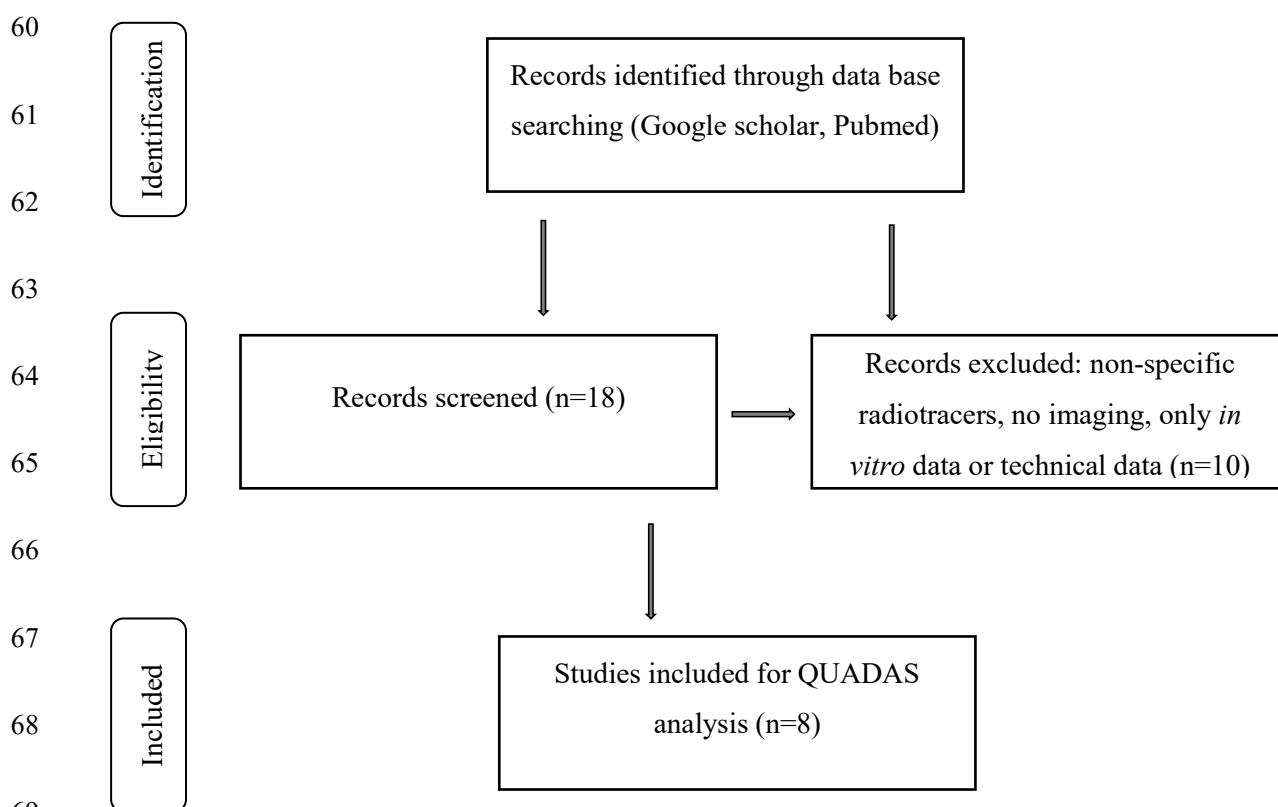 60
Identification
Records identified through data base
searching (Google scholar, Pubmed)
61
62
63
Eligibility
64
Records screened (n=18)
Records excluded: non-specific
radiotracers, no imaging, only in
vitro data or technical data (n=10)
65
66
67
Included
Studies included for QUADAS
analysis (n=8)
68